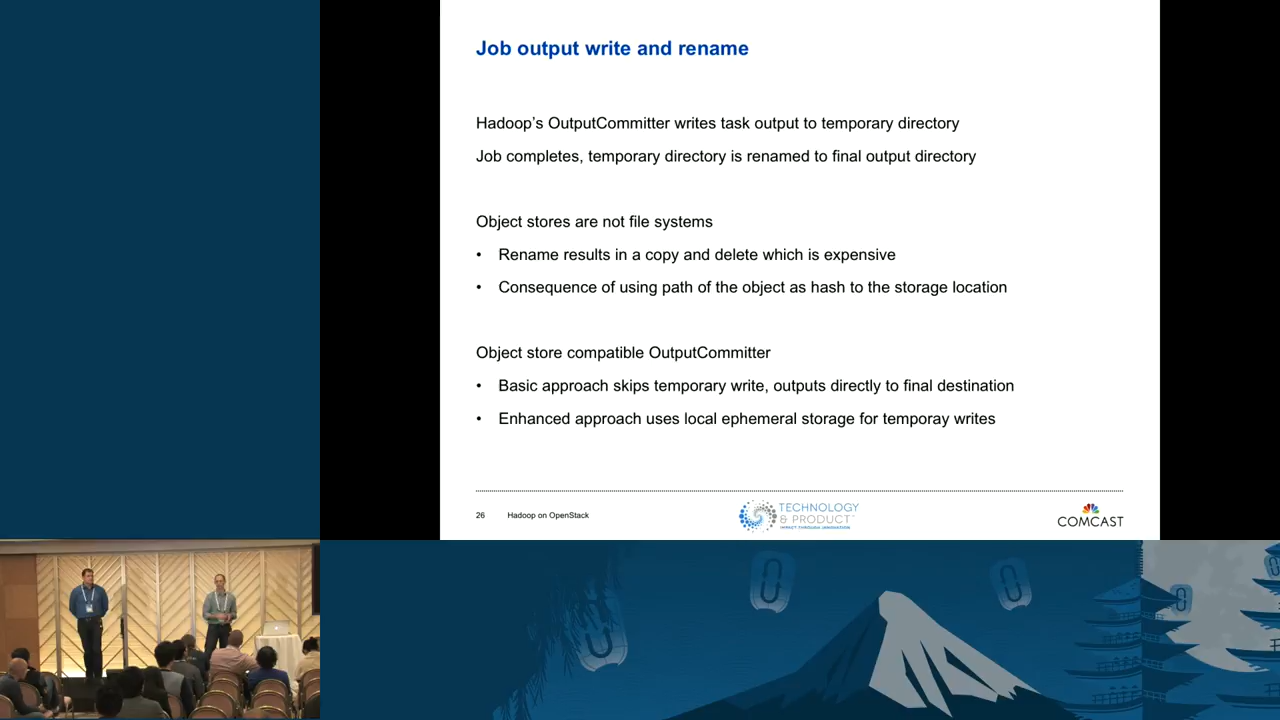 Job output write and rename
Hadoop's OutputCommitter writes task output to temporary directory
Job completes, temporary directory is renamed to final output directory
Object stores are not file systems
• Rename results in a copy and delete which is expensive
• Consequence of using path of the object as hash to the storage location
Object store compatible OutputCommitter
• Basic approach skips temporary write, outputs directly to final destination
• Enhanced approach uses local ephemeral storage for temporay writes
26 Hadoop on OpenStack
TECHNOLOGY
& PRODUCT
IMPACT THROUGH INNOVATION
COMCAST